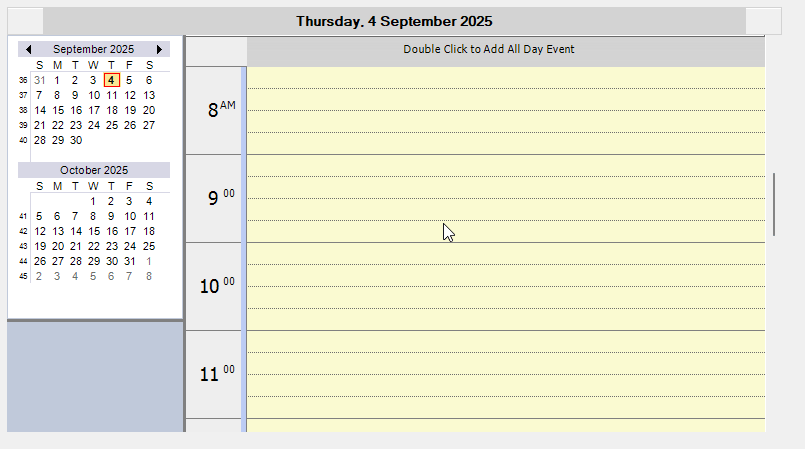 Thursday. 4 September 2025
September 2025
S M T W T F S
36 31 1 2 3 4 5 6
37 7 8 9 10 11 12 13
38 14 15 16 17 18 19 20
39 21 22 23 24 25 26 27
40 28 29 30
October 2025
S M T W T F S
1 2 3 4
41 5 6 7 8 9 10 11
42 12 13 14 15 16 17 18
43 19 20 21 22 23 24 25
44 26 27 28 29 30 31 1
45 2 3 4 5 6 7 8
Double Click to Add All Day Event
8 AM
9 00
10 00
11 00